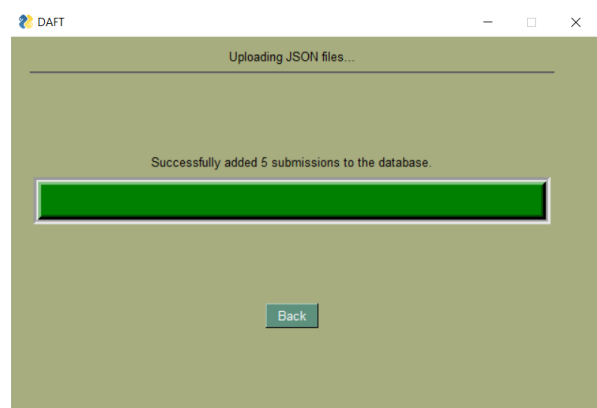 DAFT
Uploading JSON files...
Successfully added 5 submissions to the database.
Back